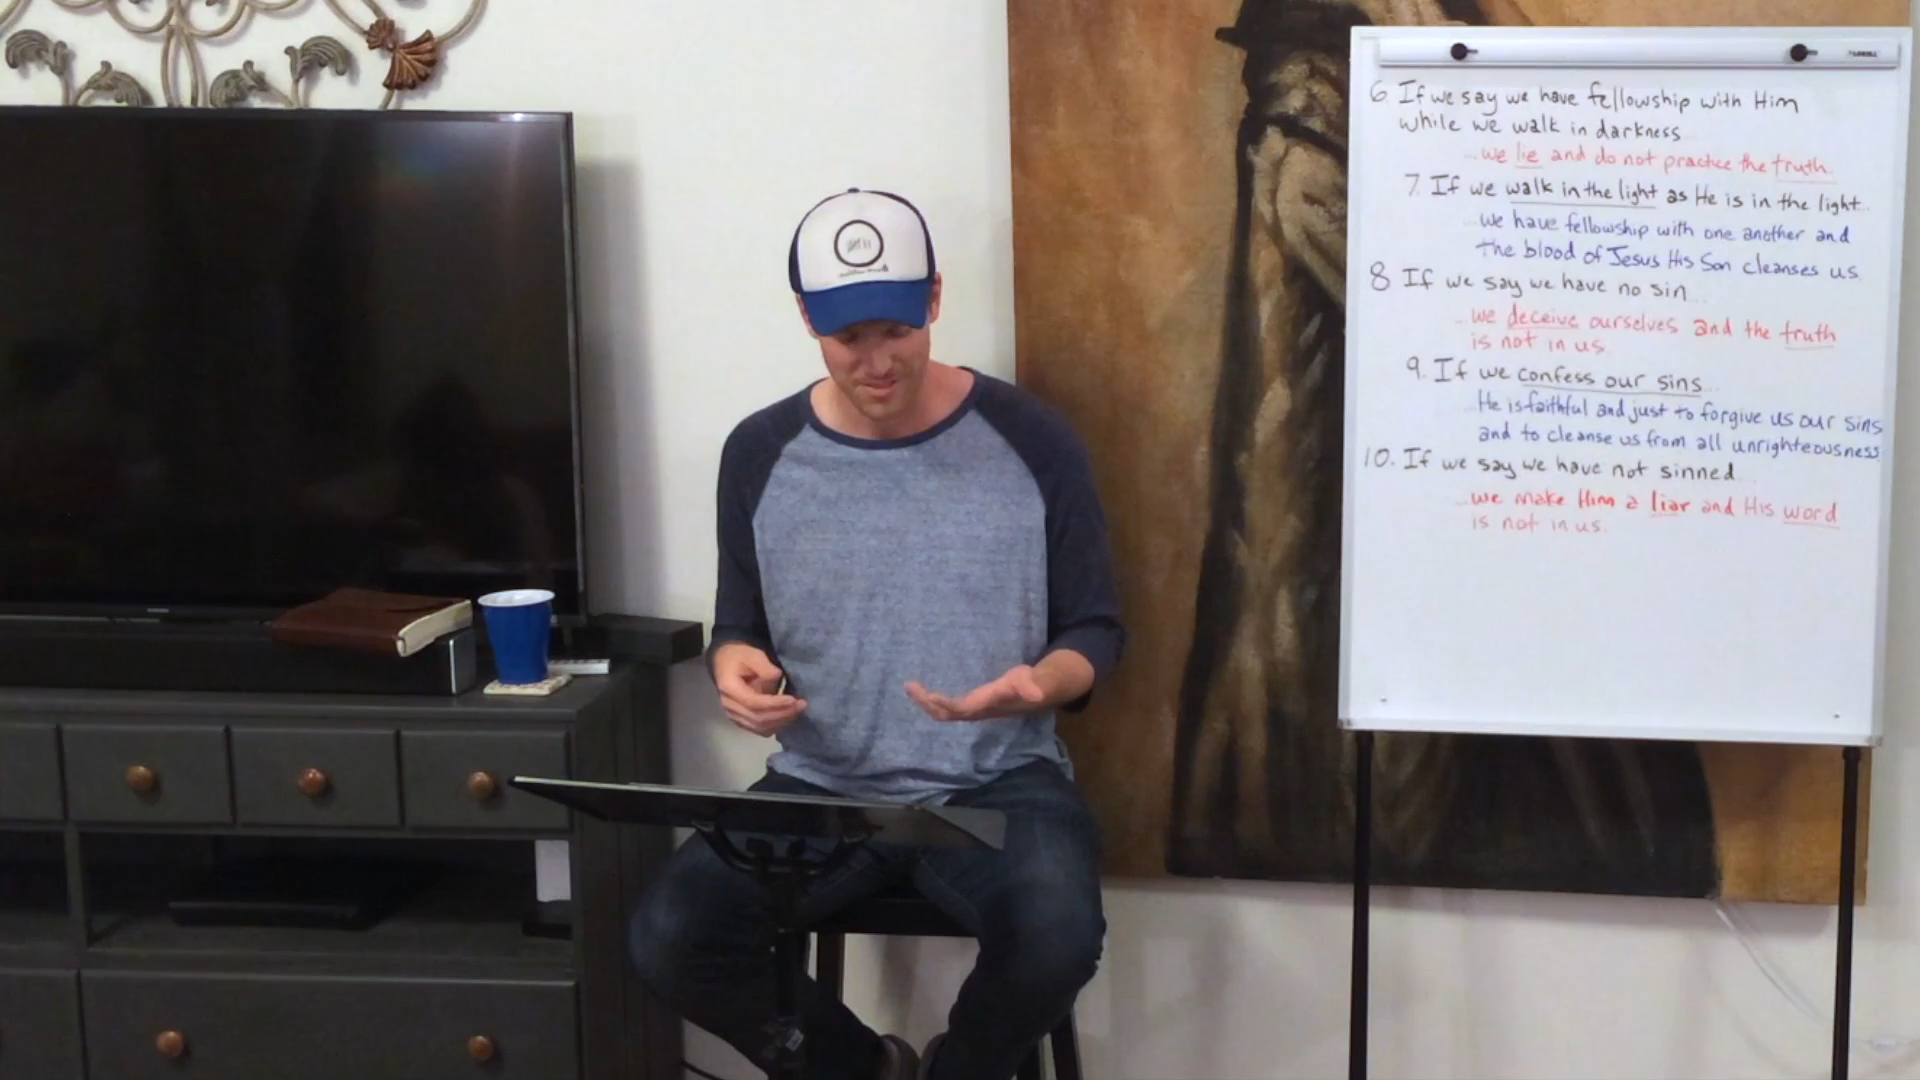 6. If we say we have fellowship with Him
while we walk in darkness
...we lie and do not practice the truth.
7. If we walk in the light as He is in the light...
...we have fellowship with one another and
the blood of Jesus His Son cleanses us
8 If we say we have no sin...
...we deceive ourselves and the truth
is not in us
9. If we confess our sins...
He is faithful and just to forgive us our sins
and to cleanse us from all unrighteousness
10. If we say we have not sinned...
...we make Him a liar and His word
is not in us.